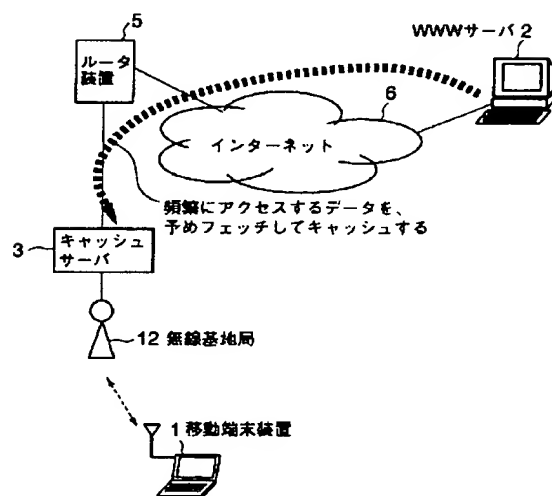 5
ルータ
装置
WWWサーバ 2
6
インターネット
頻繁にアクセスするデータを、
予めフェッチしてキャッシュする
3
キャッシュ
サーバ
12 無線基地局
1 移動端末装置